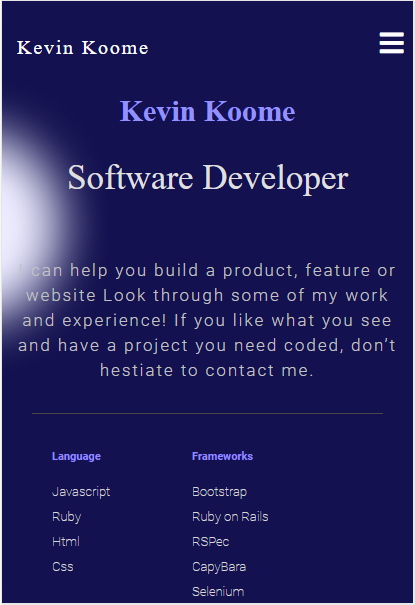 Kevin Koome
Kevin Koome
Software Developer
I can help you build a product, feature or
website Look through some of my work
and experience! If you like what you see
and have a project you need coded, don’t
hestiate to contact me.
Language Frameworks
Javascript Bootstrap
Ruby Ruby on Rails
Html RSPec
Css CapyBara
Selenium